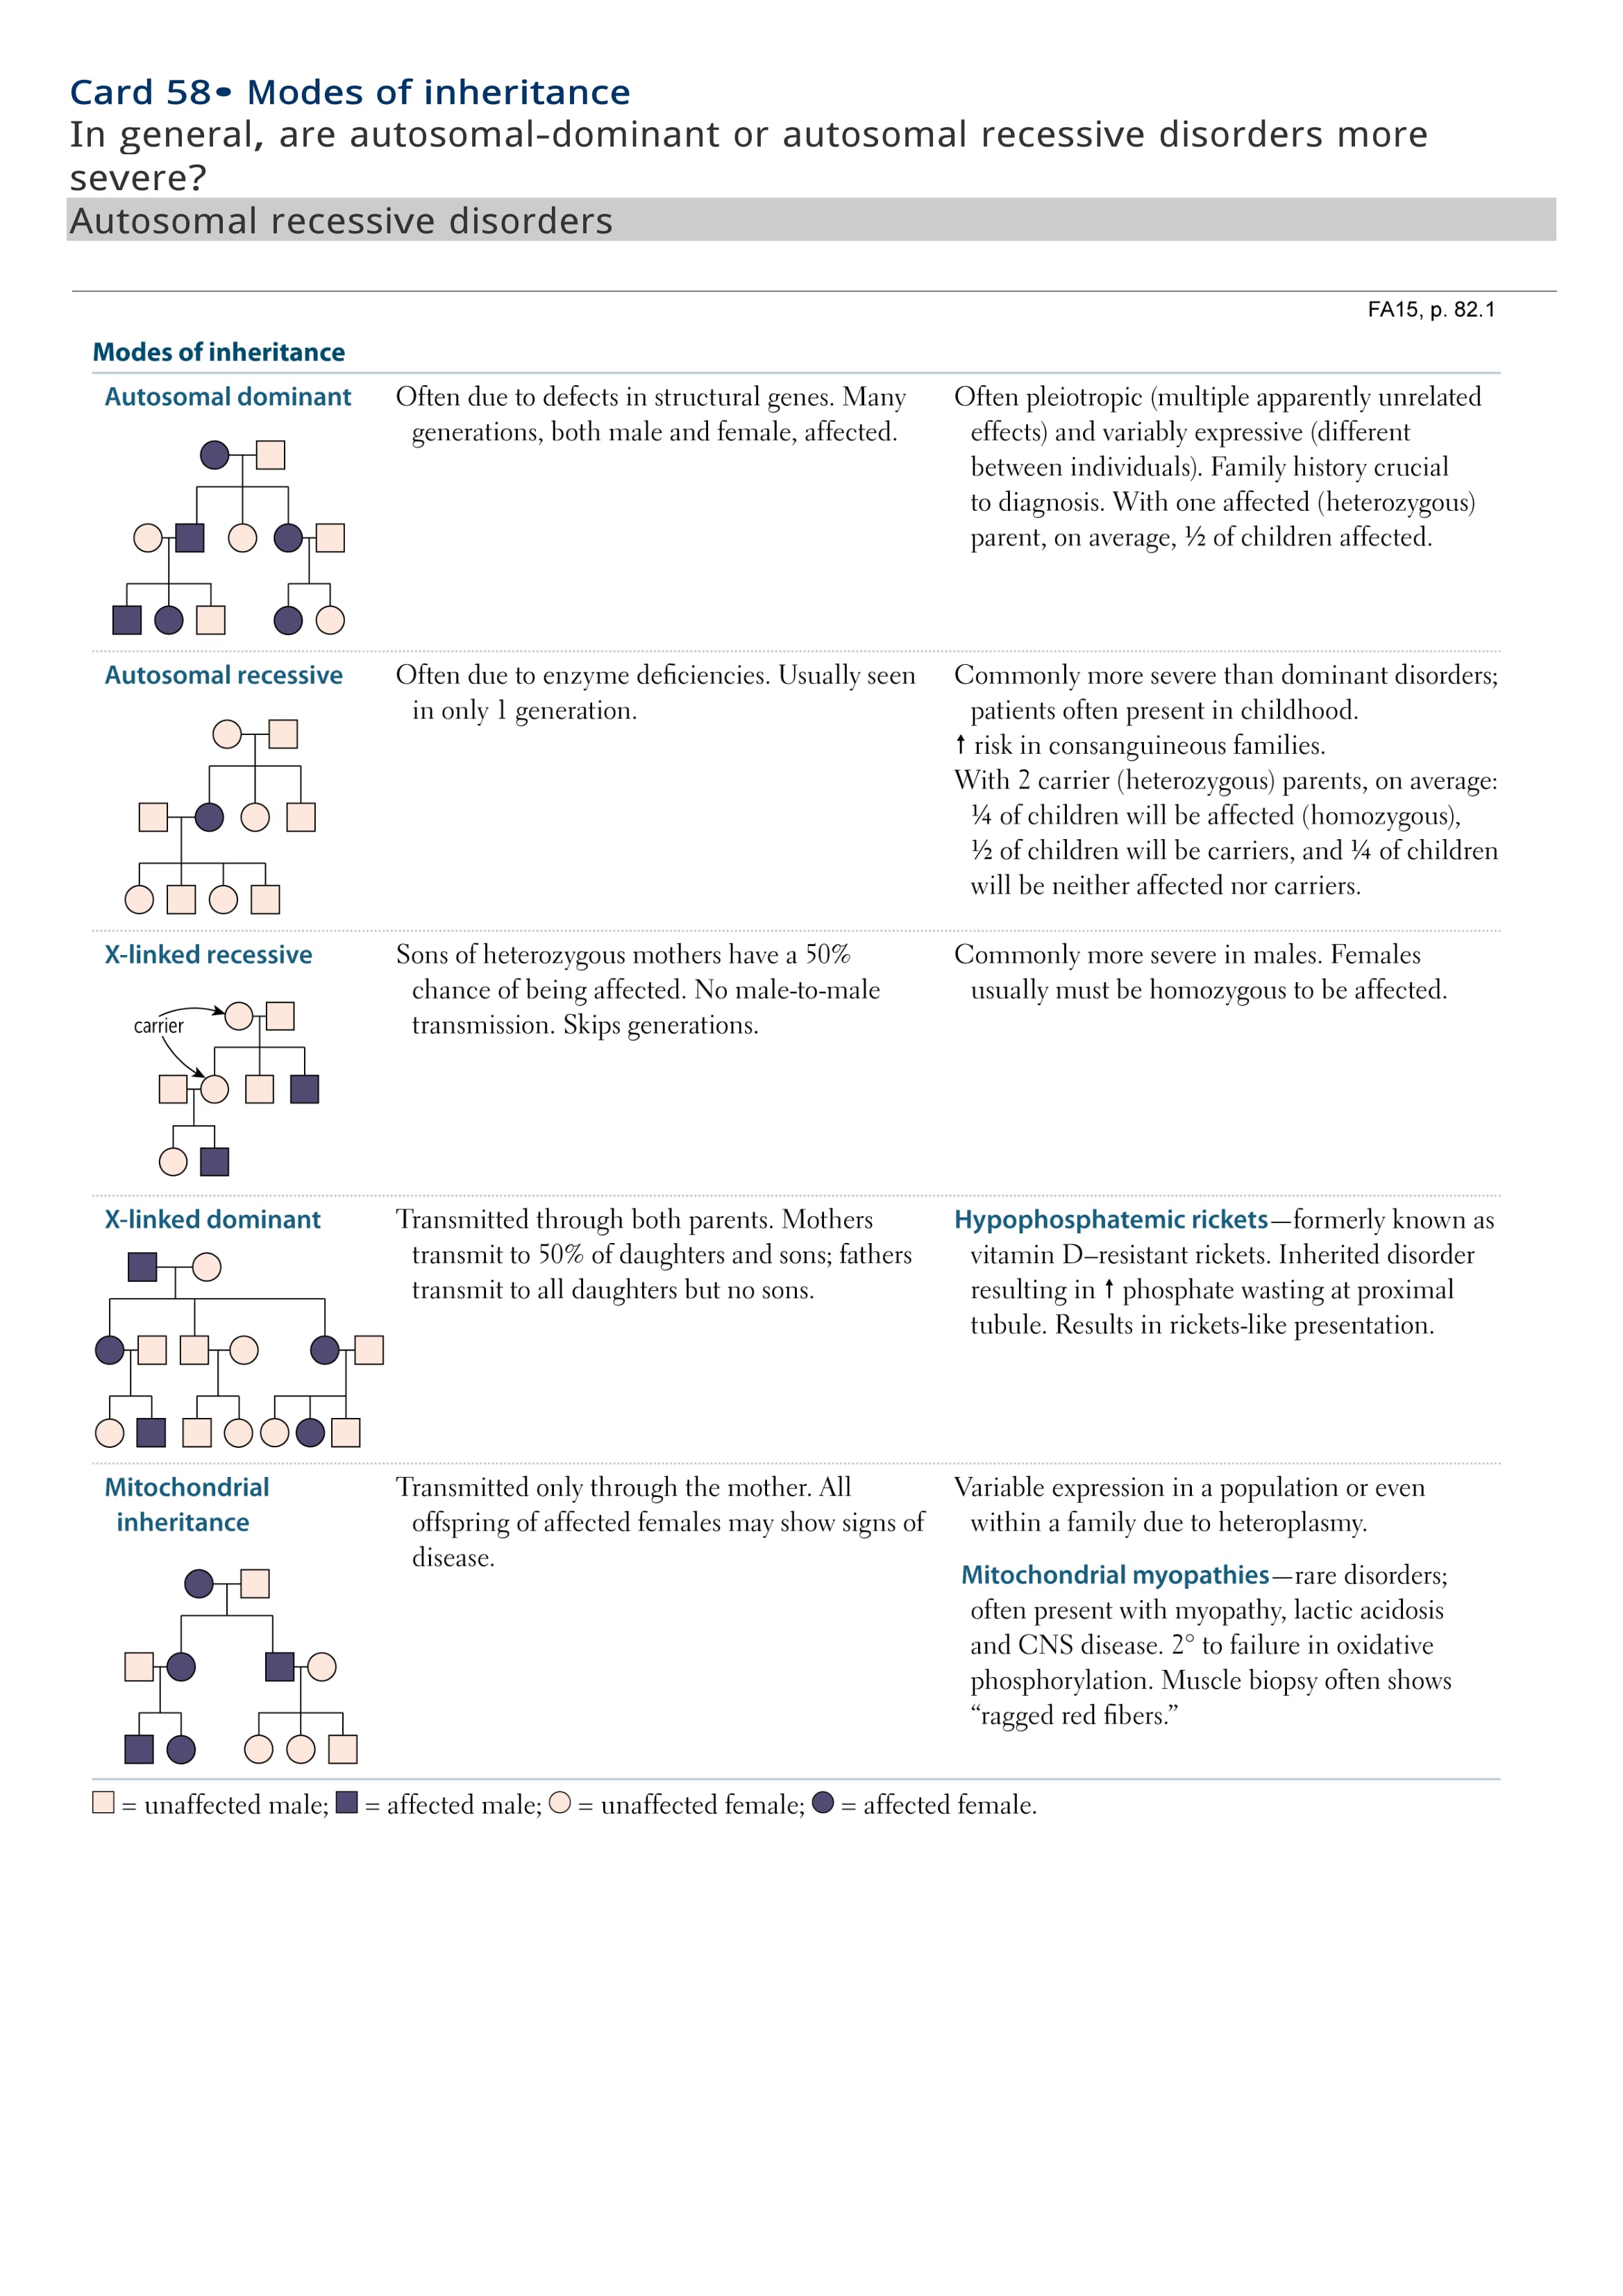 Card 58• Modes of inheritance
In general, are autosomal-dominant or autosomal recessive disorders more
severe?
Autosomal recessive disorders
FA15, p. 82.1
Modes of inheritance
Autosomal dominant
Often due to defects in structural genes. Many
generations, both male and female, affected.
Often pleiotropic (multiple apparently unrelated
effects) and variably expressive (different
between individuals). Family history crucial
to diagnosis. With one affected (heterozygous)
parent, on average, ½ of children affected.
Autosomal recessive
Often due to enzyme deficiencies. Usually seen
in only 1 generation.
Commonly more severe than dominant disorders;
patients often present in childhood.
↑ risk in consanguineous families.
With 2 carrier (heterozygous) parents, on average:
¼ of children will be affected (homozygous),
½ of children will be carriers, and ¼ of children
will be neither affected nor carriers.
X-linked recessive
carrier
Sons of heterozygous mothers have a 50%
chance of being affected. No male-to-male
transmission. Skips generations.
Commonly more severe in males. Females
usually must be homozygous to be affected.
X-linked dominant
Transmitted through both parents. Mothers
transmit to 50% of daughters and sons; fathers
transmit to all daughters but no sons.
Hypophosphatemic rickets—formerly known as
vitamin D–resistant rickets. Inherited disorder
resulting in ↑ phosphate wasting at proximal
tubule. Results in rickets-like presentation.
Mitochondrial
inheritance
Transmitted only through the mother. All
offspring of affected females may show signs of
disease.
Variable expression in a population or even
within a family due to heteroplasmy.
Mitochondrial myopathies—rare disorders;
often present with myopathy, lactic acidosis
and CNS disease. 2° to failure in oxidative
phosphorylation. Muscle biopsy often shows
“ragged red fibers.”
= unaffected male; = affected male; = unaffected female; = affected female.